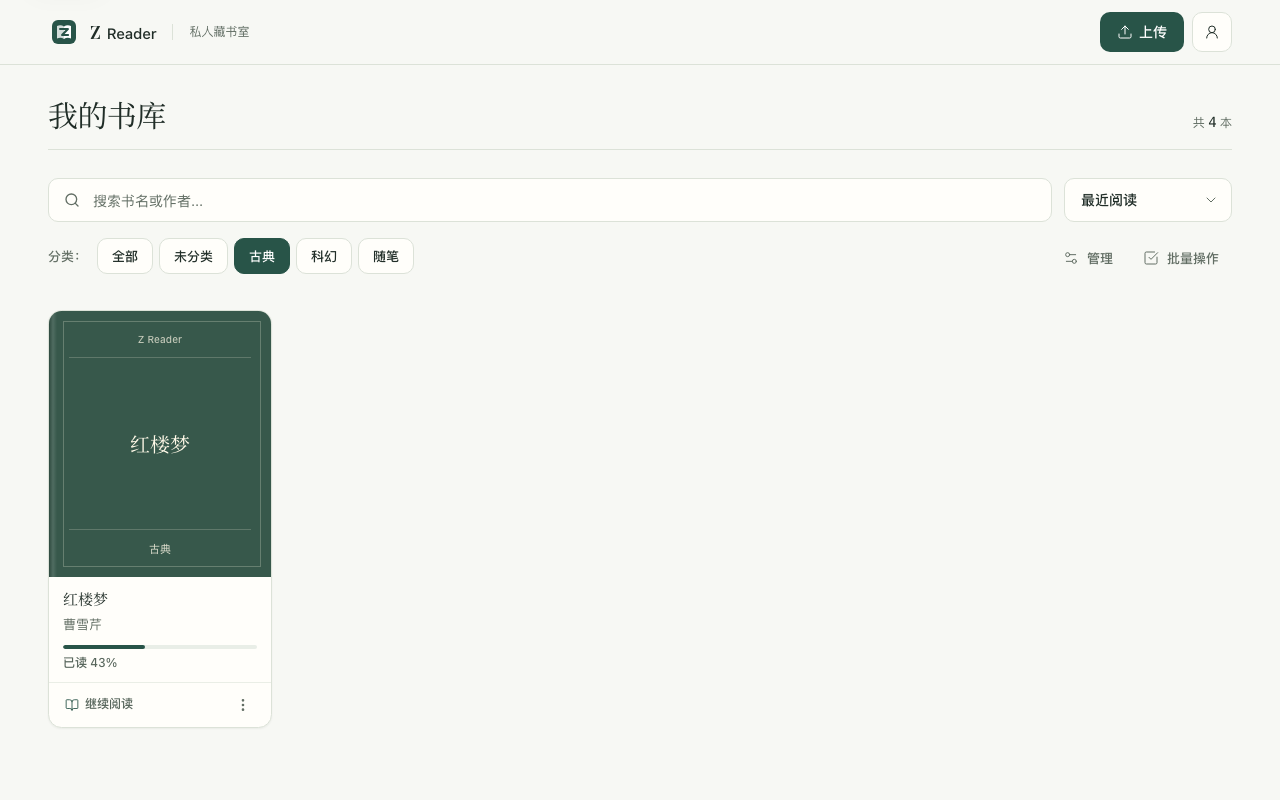 Z Reader
私人藏书室
上传
我的书库
共 4 本
搜索书名或作者...
最近阅读
分类：
全部
未分类
古典
科幻
随笔
管理
批量操作
Z Reader
红楼梦
古典
红楼梦
曹雪芹
已读 43%
继续阅读